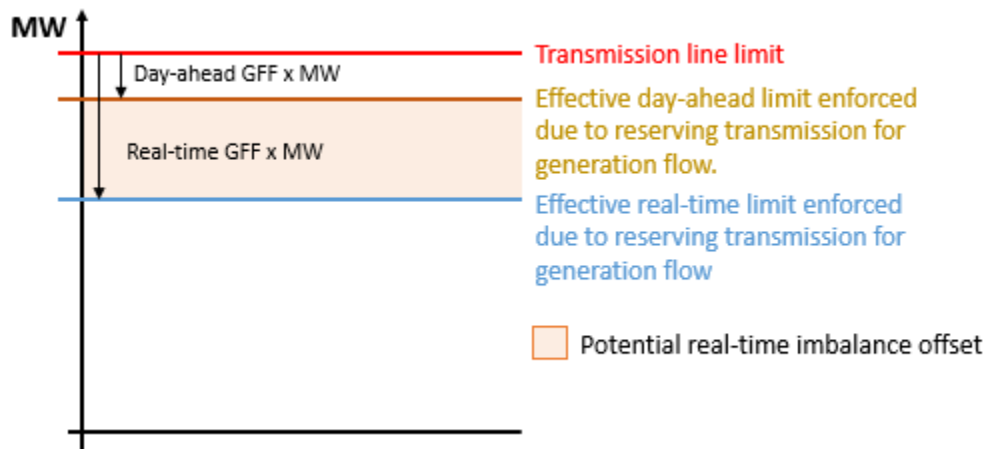 MW
Transmission line limit
Day-ahead GFF x MW
Effective day-ahead limit enforced
due to reserving transmission for
generation flow.
Real-time GFF x MW
Effective real-time limit enforced
due to reserving transmission for
generation flow
Potential real-time imbalance offset